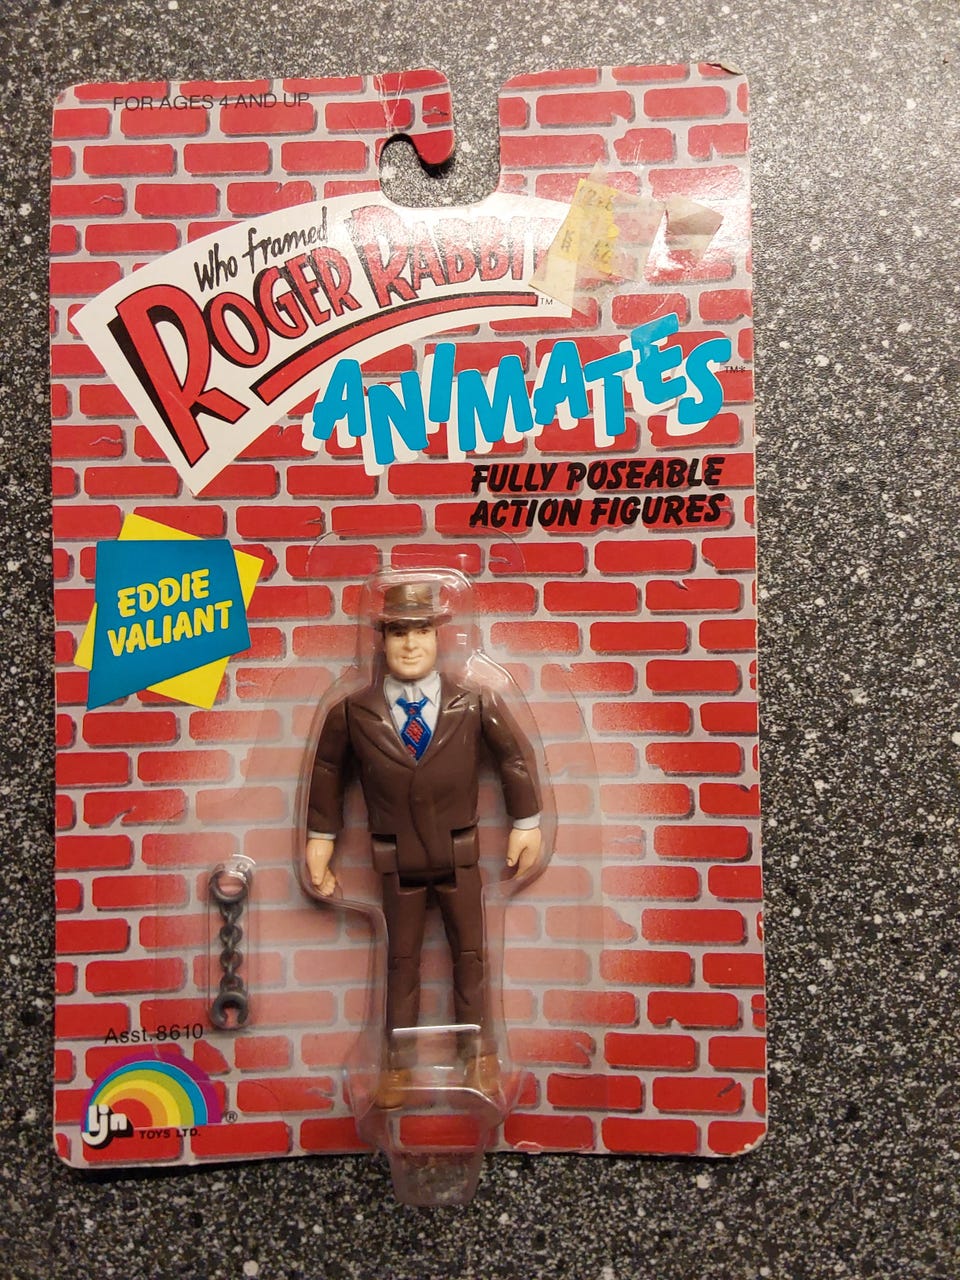 FOR AGES 4 AND UP
Who framed
ROGER RABBIT
TM
ANIMATES
TM*
FULLY POSEABLE
ACTION FIGURES
EDDIE
VALIANT
Asst. 8610
Ljn
TOYS LTD.
®